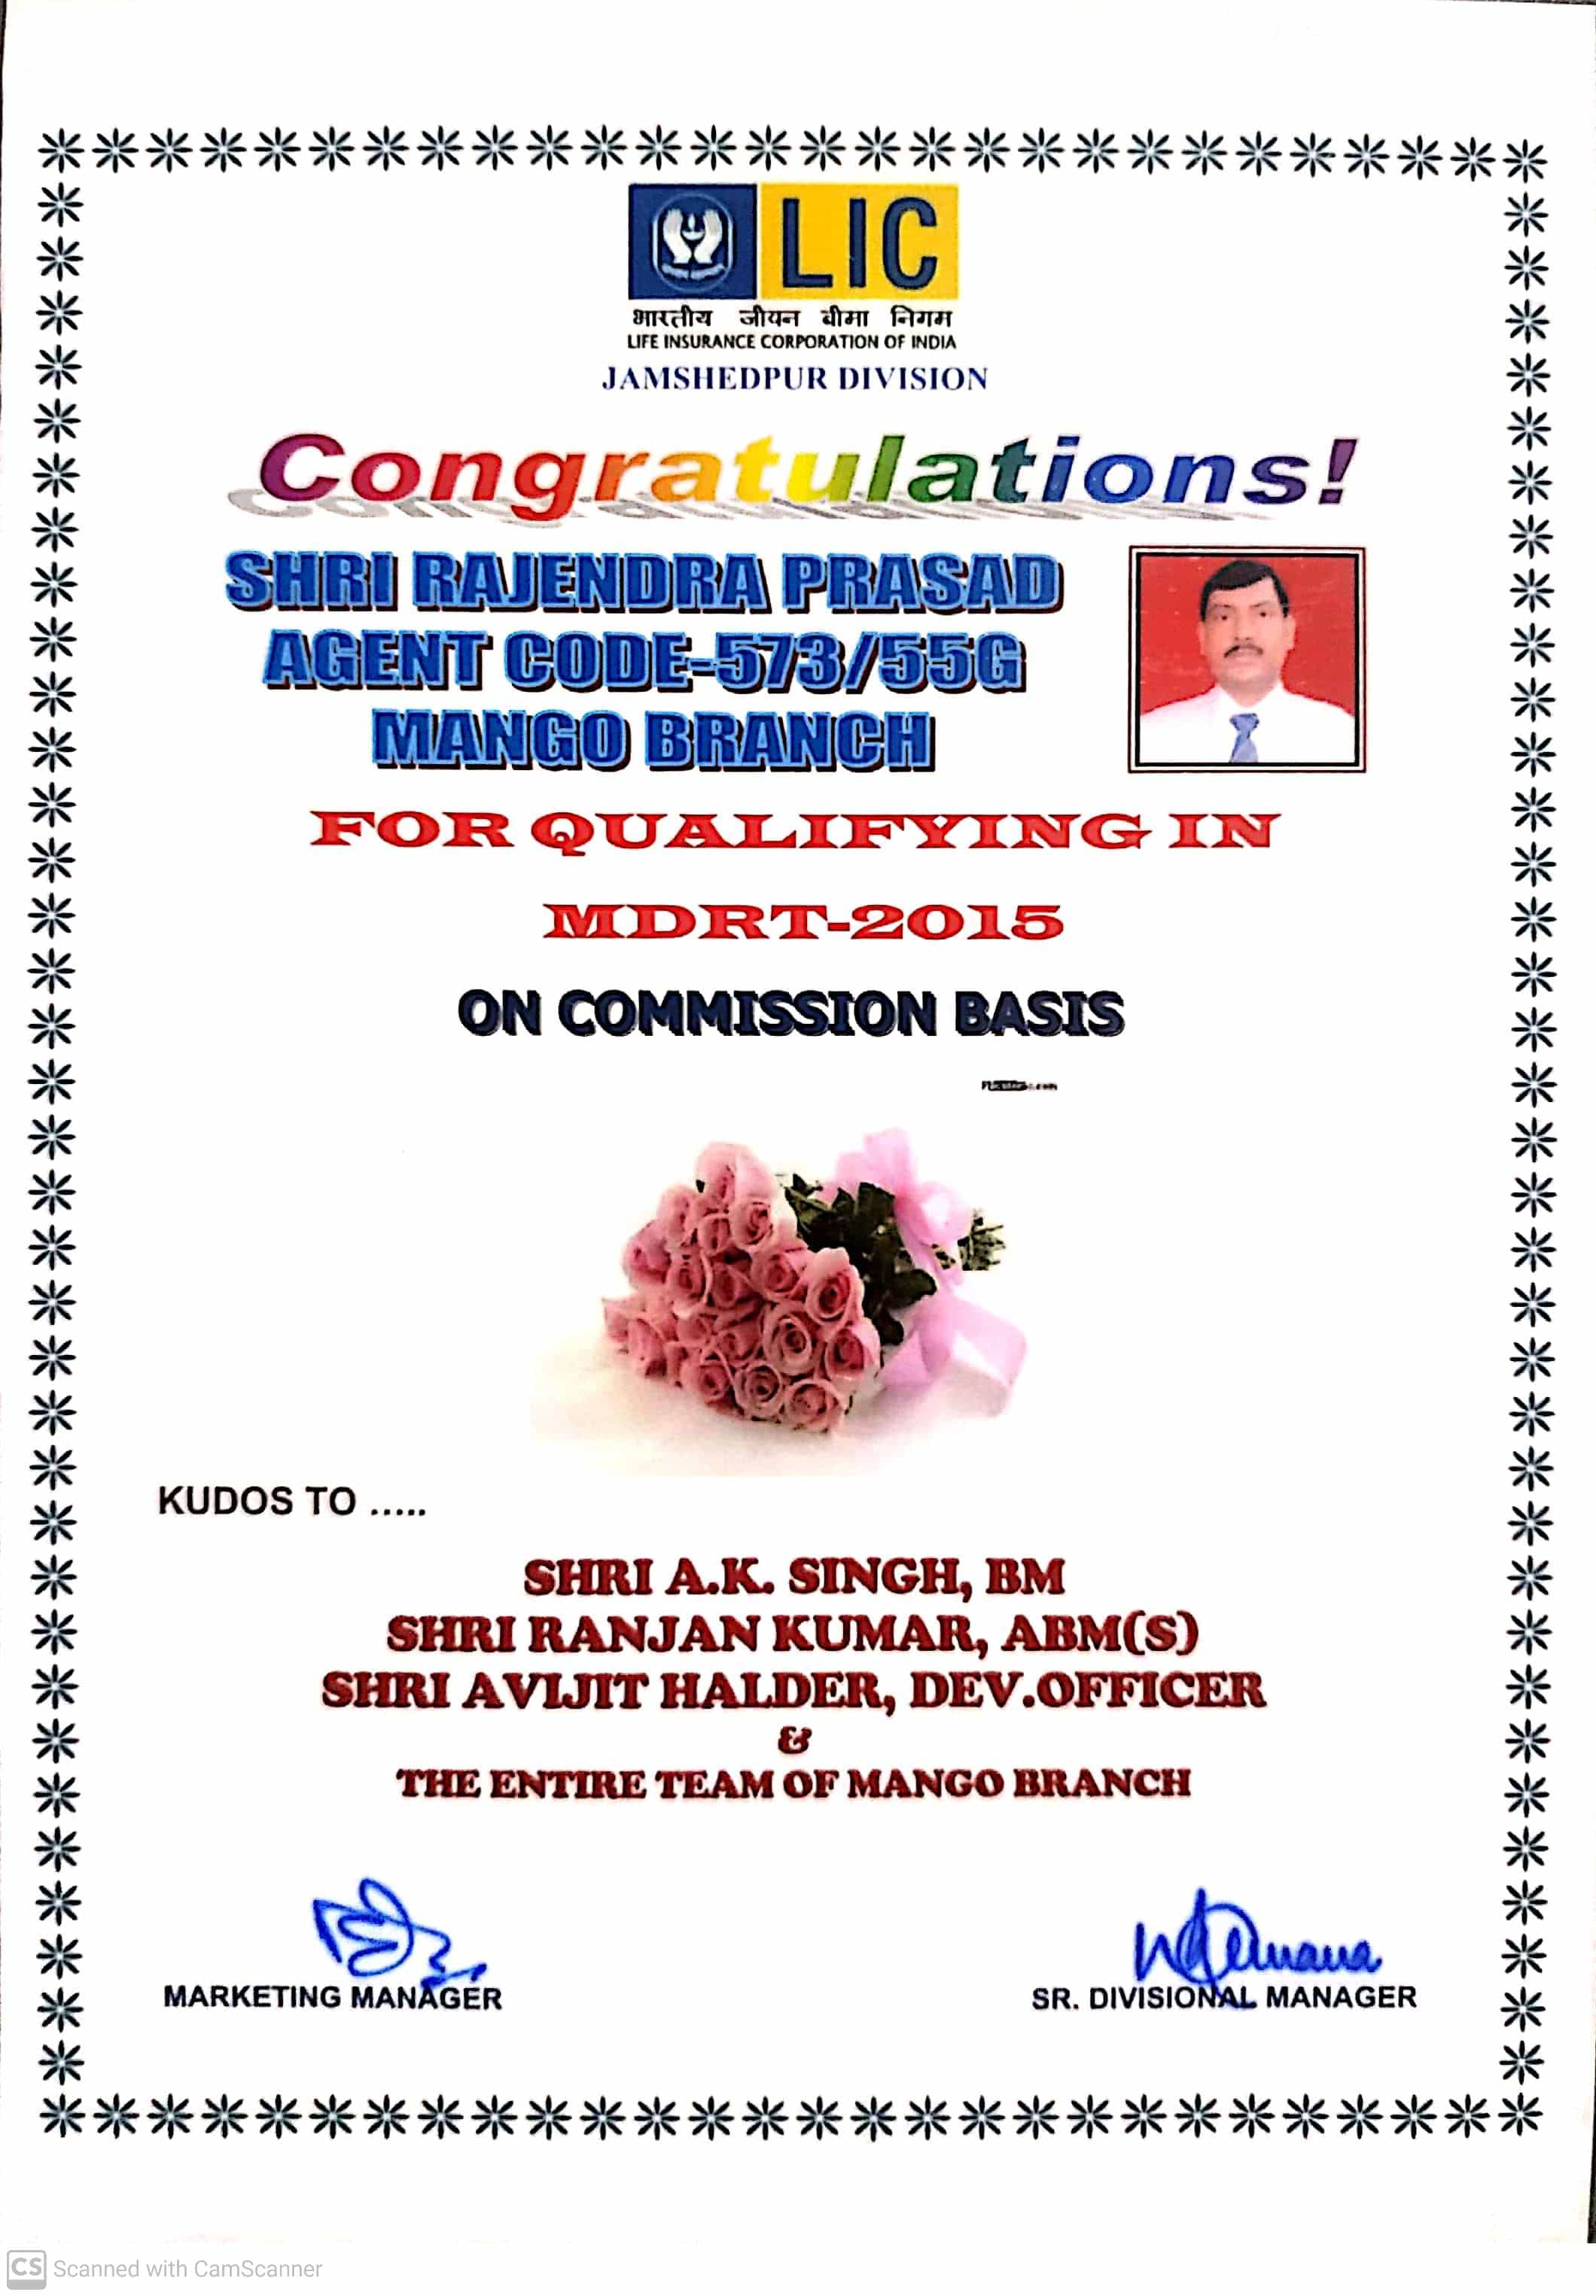 LIC
भारतीय जीवन बीमा निगम
LIFE INSURANCE CORPORATION OF INDIA
JAMSHEDPUR DIVISION
Congratulations!
SHRI RAJENDRA PRASAD
AGENT CODE-573/55G
MANGO BRANCH
FOR QUALIFYING IN
MDRT-2015
ON COMMISSION BASIS
KUDOS TO .....
SHRI A.K. SINGH, BM
SHRI RANJAN KUMAR, ABM(S)
SHRI AVIJIT HALDER, DEV.OFFICER
&
THE ENTIRE TEAM OF MANGO BRANCH
MARKETING MANAGER
SR. DIVISIONAL MANAGER
CS Scanned with CamScanner